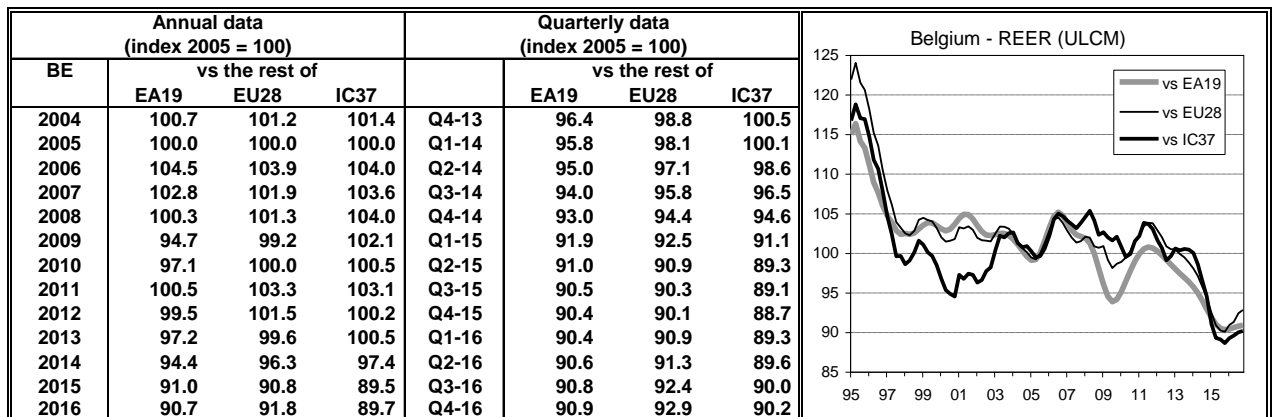 Annual data Quarterly data
(index 2005 = 100) (index 2005 = 100)
BE vs the rest of vs the rest of
EA19 EU28 IC37 EA19 EU28 IC37
2004 100.7 101.2 101.4 Q4-13 96.4 98.8 100.5
2005 100.0 100.0 100.0 Q1-14 95.8 98.1 100.1
2006 104.5 103.9 104.0 Q2-14 95.0 97.1 98.6
2007 102.8 101.9 103.6 Q3-14 94.0 95.8 96.5
2008 100.3 101.3 104.0 Q4-14 93.0 94.4 94.6
2009 94.7 99.2 102.1 Q1-15 91.9 92.5 91.1
2010 97.1 100.0 100.5 Q2-15 91.0 90.9 89.3
2011 100.5 103.3 103.1 Q3-15 90.5 90.3 89.1
2012 99.5 101.5 100.2 Q4-15 90.4 90.1 88.7
2013 97.2 99.6 100.5 Q1-16 90.4 90.9 89.3
2014 94.4 96.3 97.4 Q2-16 90.6 91.3 89.6
2015 91.0 90.8 89.5 Q3-16 90.8 92.4 90.0
2016 90.7 91.8 89.7 Q4-16 90.9 92.9 90.2
Belgium - REER (ULCM)
125
120
115
110
105
100
95
90
85
vs EA19
vs EU28
vs IC37
95 97 99 01 03 05 07 09 11 13 15